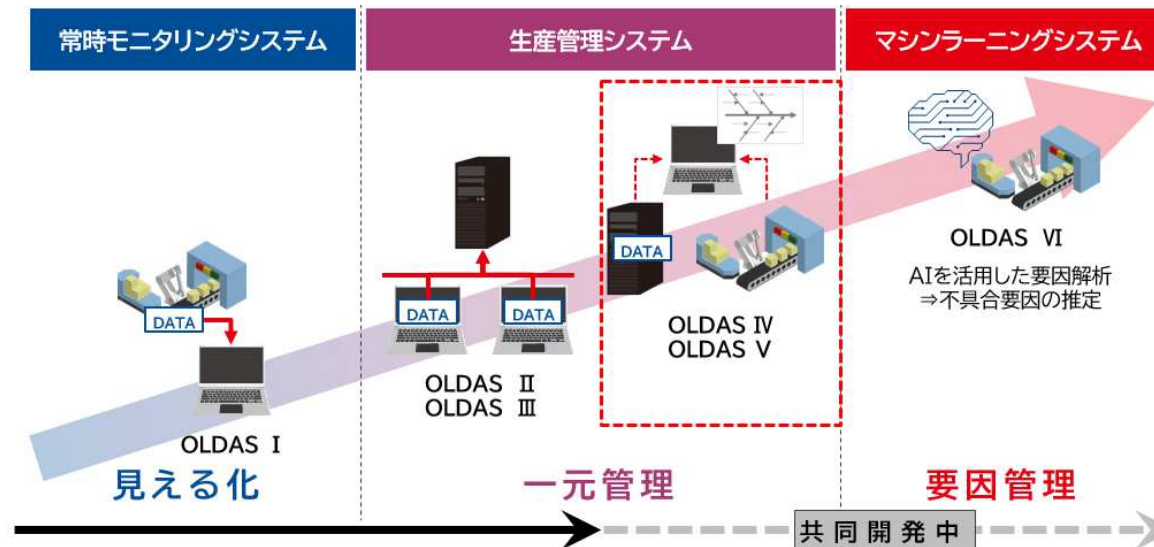 常時モニタリングシステム
生産管理システム
マシンラーニングシステム
DATA
OLDAS Ⅰ
DATA
DATA
OLDAS Ⅱ
OLDAS Ⅲ
DATA
OLDAS Ⅳ
OLDAS Ⅴ
OLDAS Ⅵ
AIを活用した要因解析
⇒不具合要因の推定
見える化
一元管理
要因管理
共同開発中